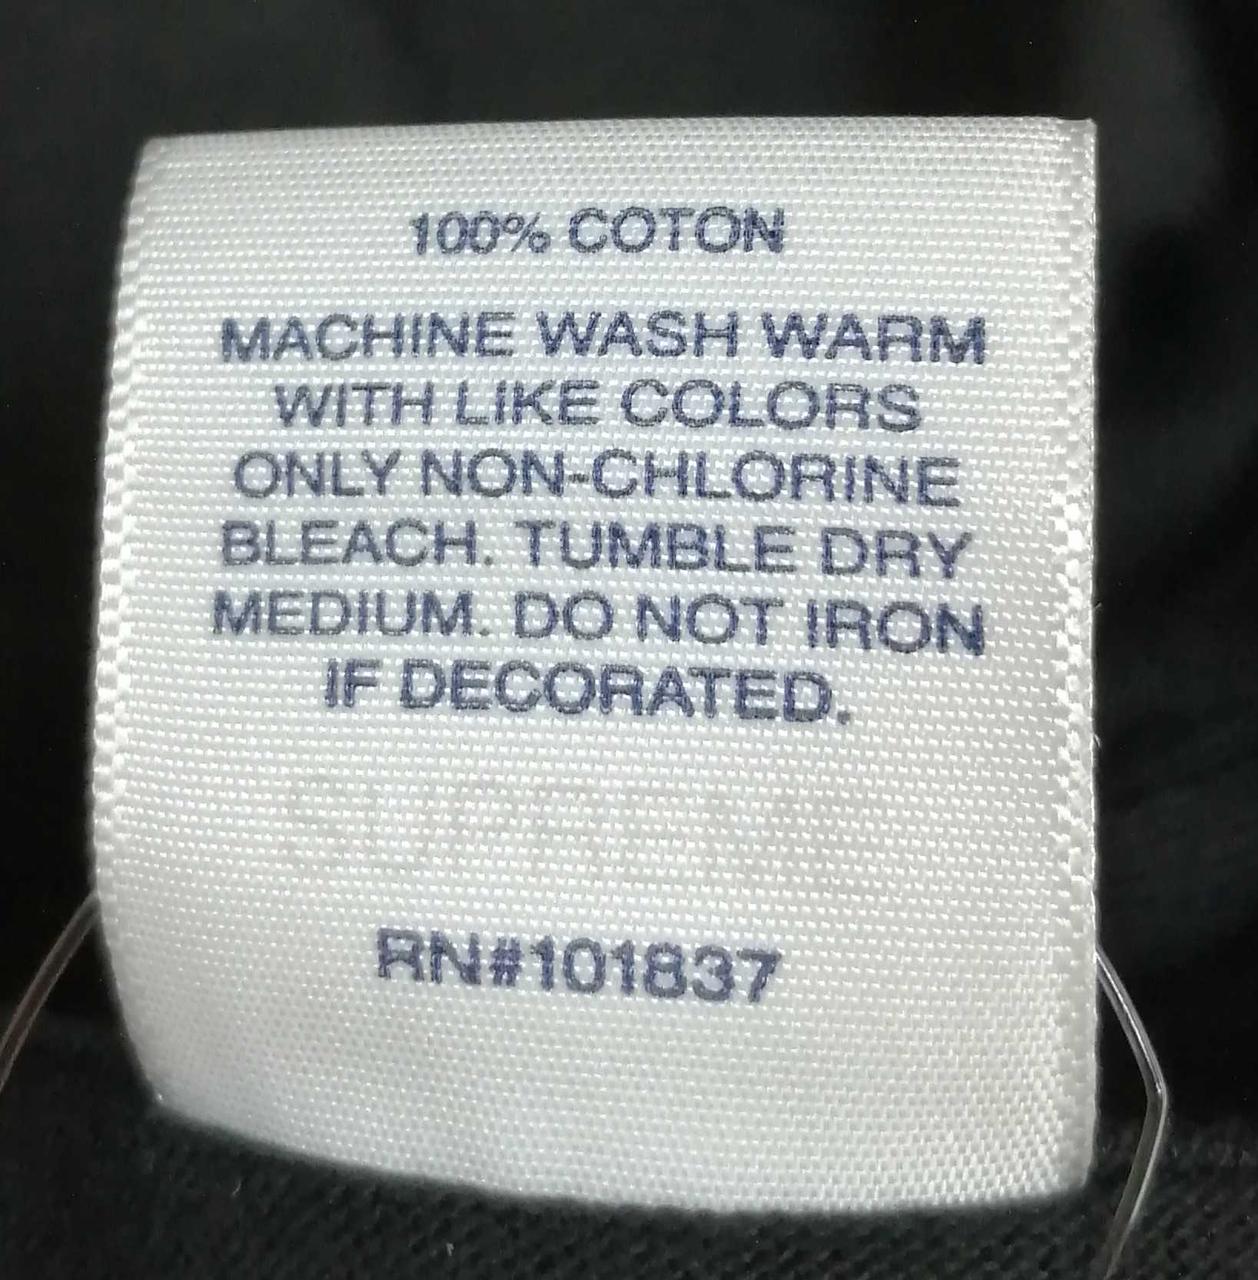 100% COTON
MACHINE WASH WARM
WITH LIKE COLORS
ONLY NON-CHLORINE
BLEACH. TUMBLE DRY
MEDIUM. DO NOT IRON
IF DECORATED.
RN#101837